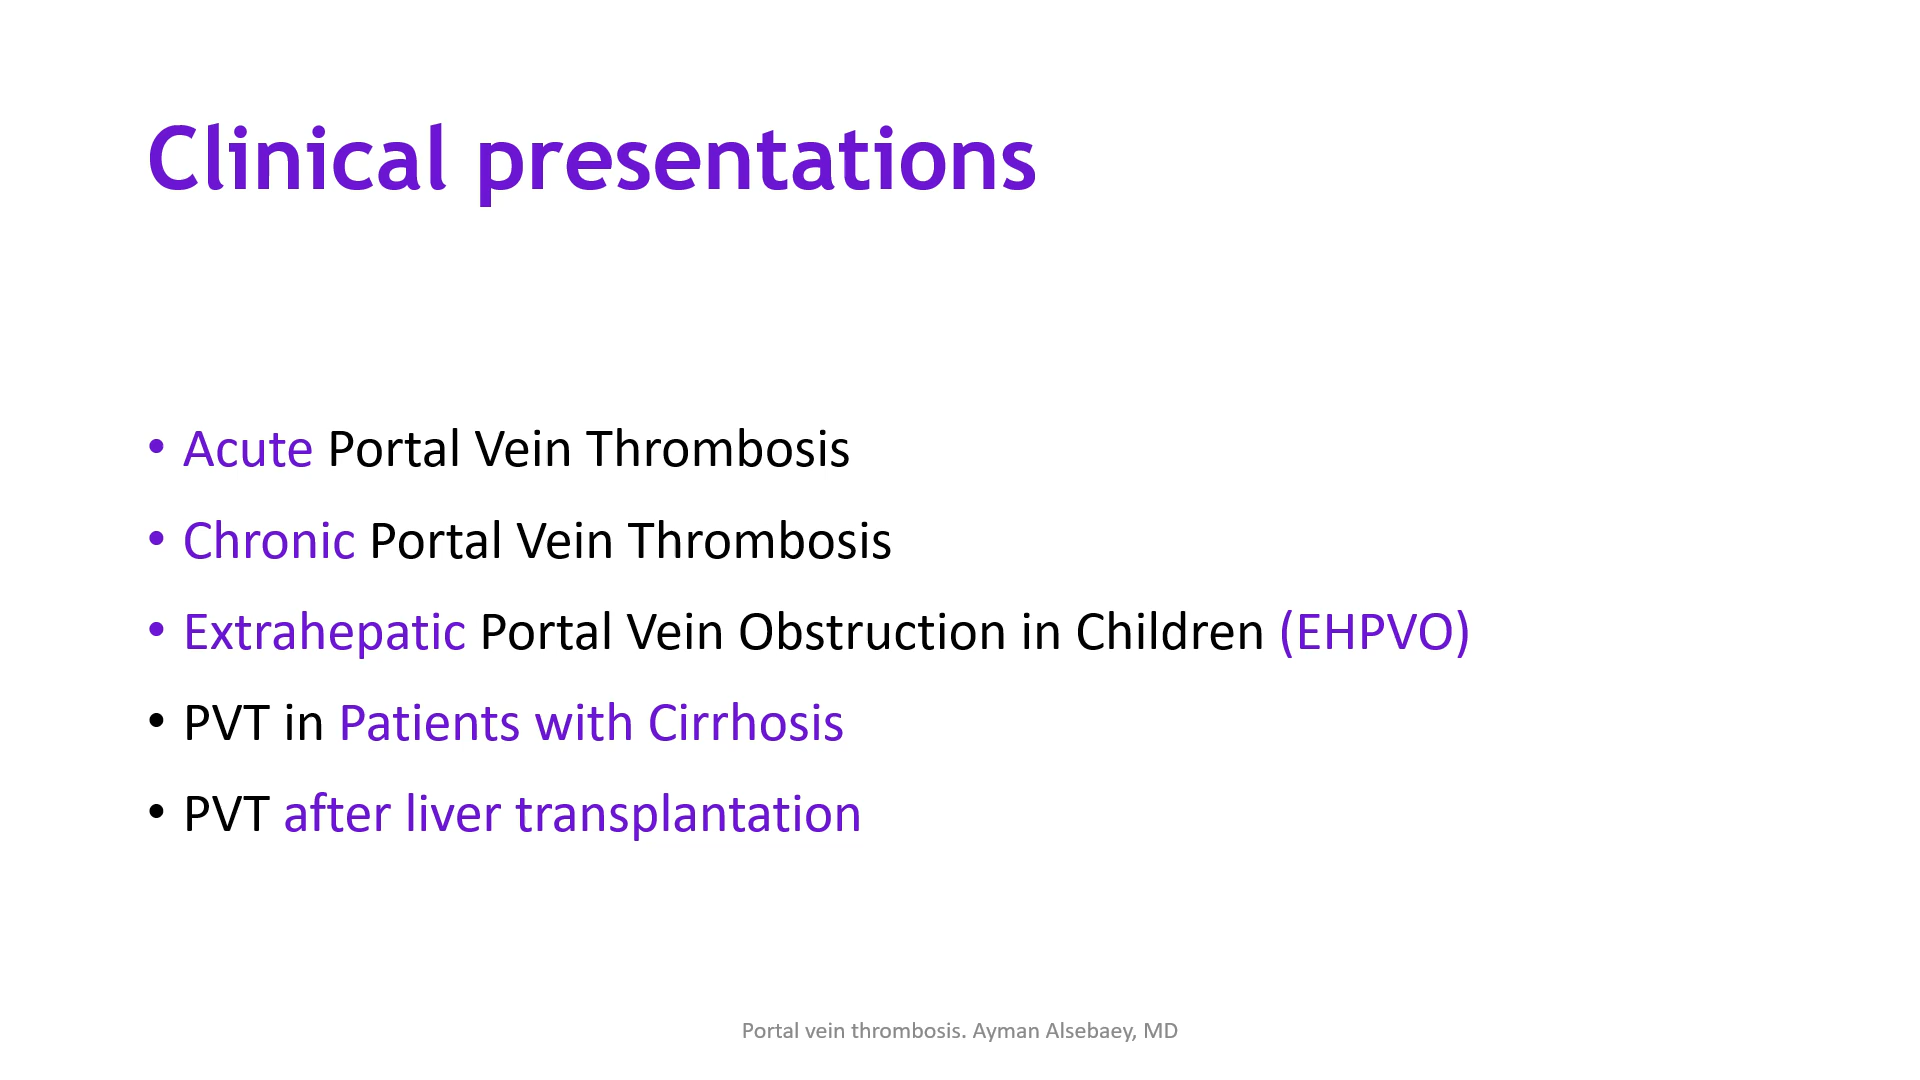 Clinical presentations
• Acute Portal Vein Thrombosis
• Chronic Portal Vein Thrombosis
• Extrahepatic Portal Vein Obstruction in Children (EHPVO)
• PVT in Patients with Cirrhosis
• PVT after liver transplantation
Portal vein thrombosis. Ayman Alsebaey, MD